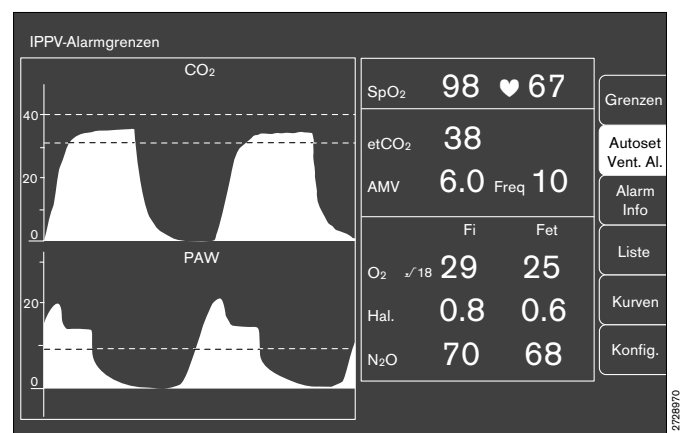 IPPV-Alarmgrenzen
CO₂
40
20
0
PAW
20
0
SpO₂ 98 ♥ 67
etCO₂ 38
AMV 6.0 Freq 10
Fi Fet
O₂ 18 29 25
Hal. 0.8 0.6
N₂O 70 68
Grenzen
Autoset
Vent. Al.
Alarm
Info
Liste
Kurven
Konfig.
2728970